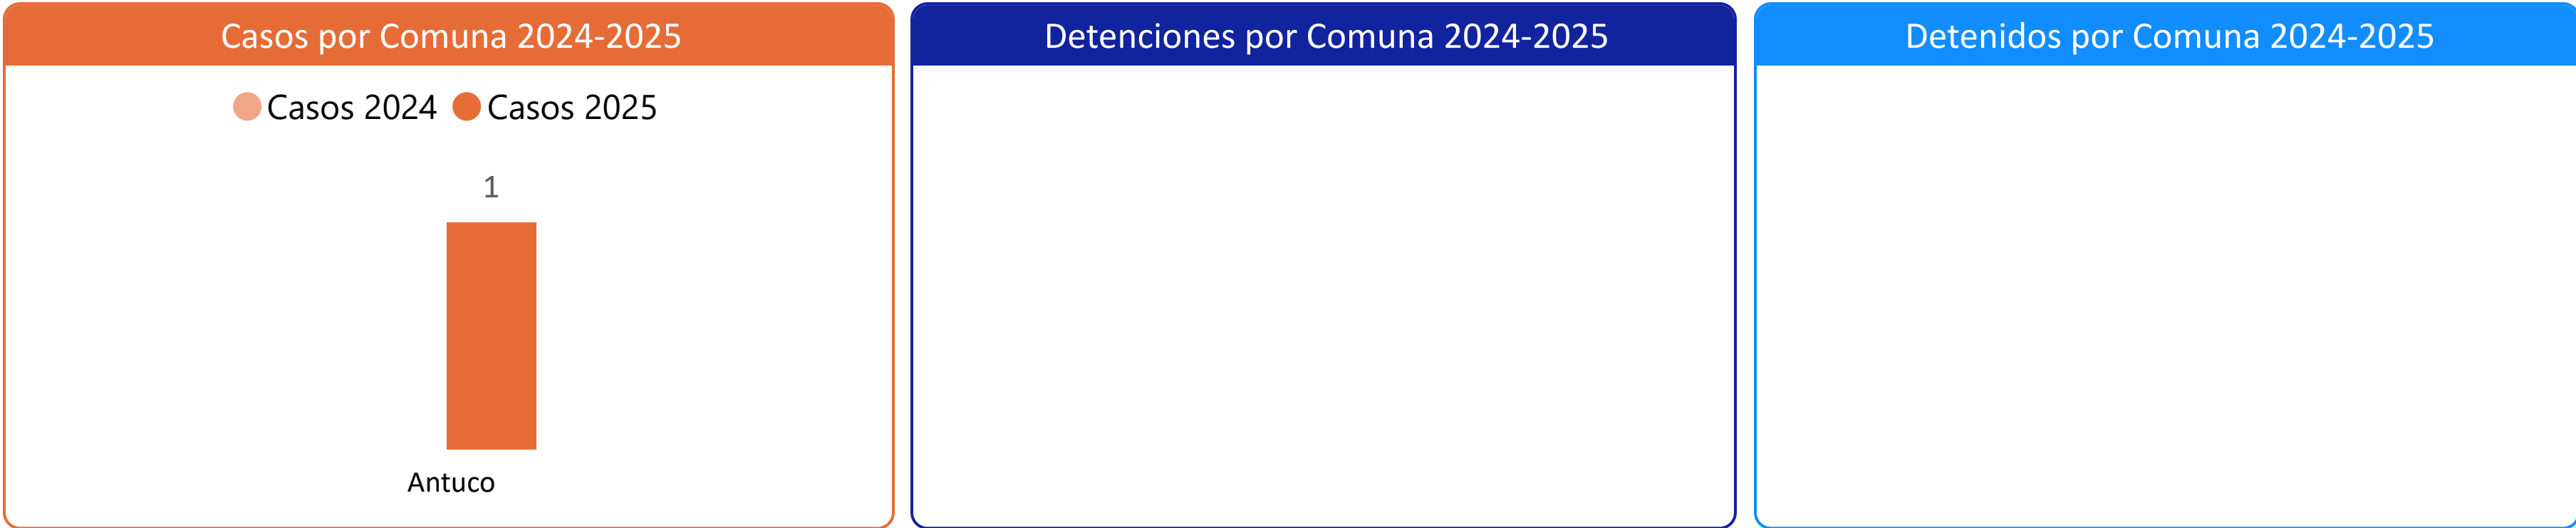 Casos por Comuna 2024-2025
Casos 2024 Casos 2025
1
Antuco
Detenciones por Comuna 2024-2025
Detenidos por Comuna 2024-2025